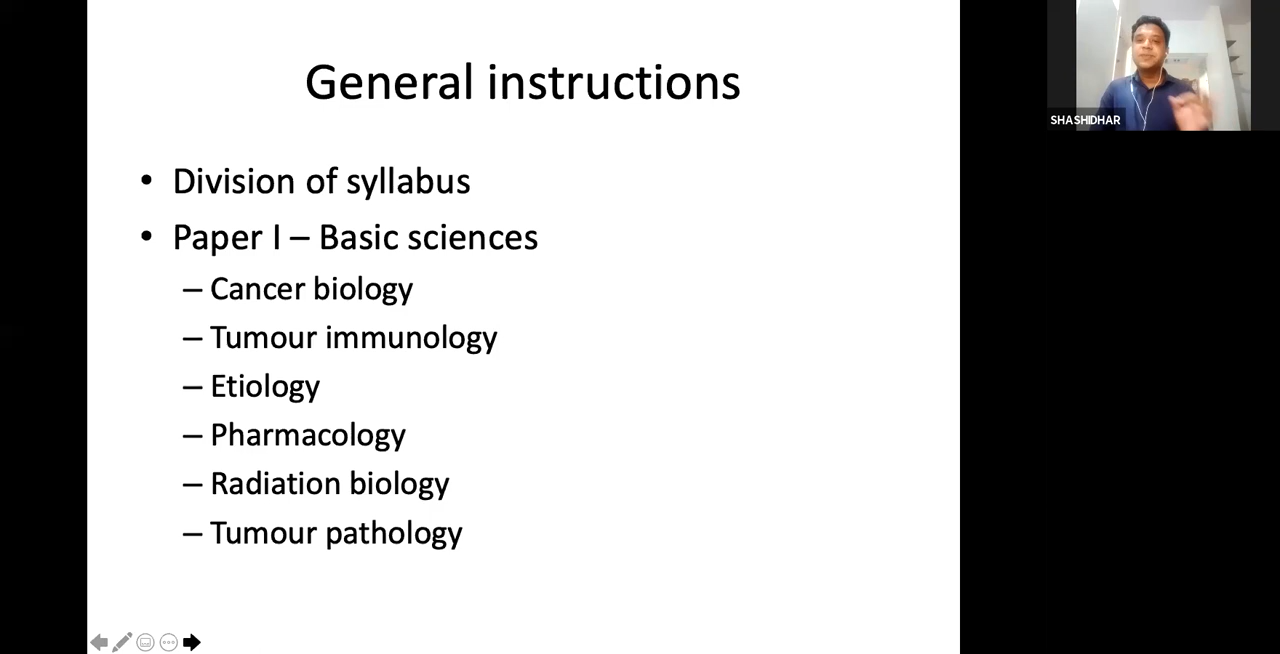 General instructions
• Division of syllabus
• Paper I – Basic sciences
– Cancer biology
– Tumour immunology
– Etiology
– Pharmacology
– Radiation biology
– Tumour pathology
SHASHIDHAR